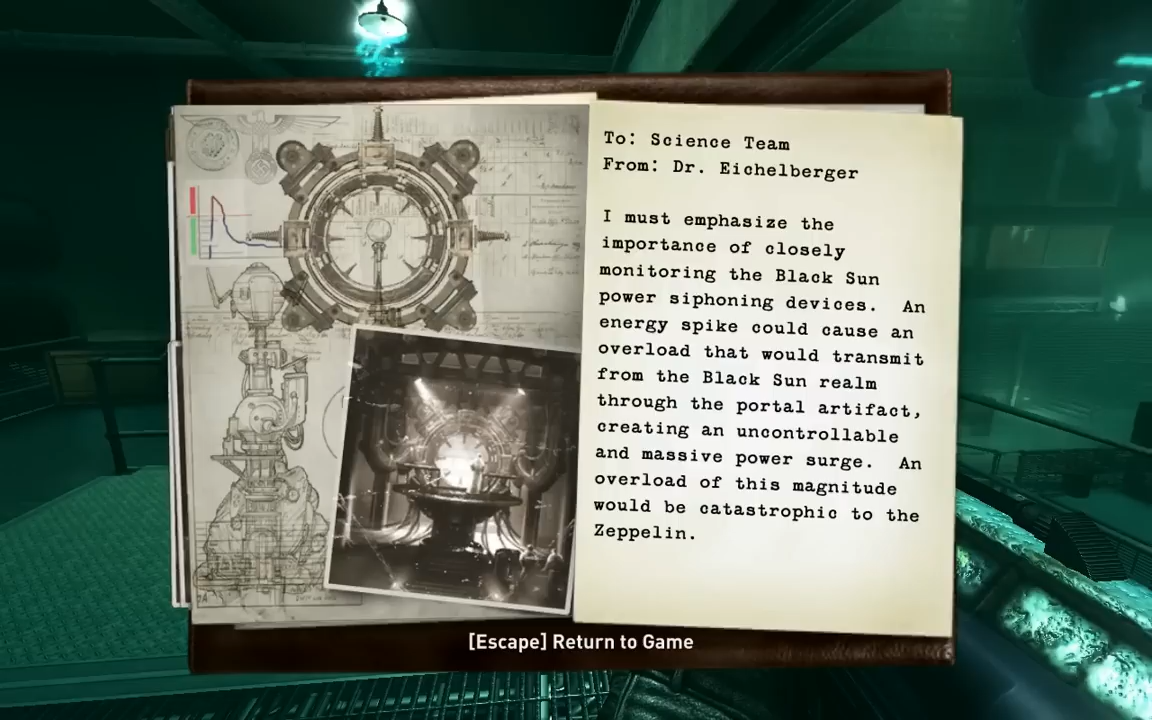 To: Science Team
From: Dr. Eichelberger
I must emphasize the
importance of closely
monitoring the Black Sun
power siphoning devices. An
energy spike could cause an
overload that would transmit
from the Black Sun realm
through the portal artifact,
creating an uncontrollable
and massive power surge. An
overload of this magnitude
would be catastrophic to the
Zeppelin.
[Escape] Return to Game